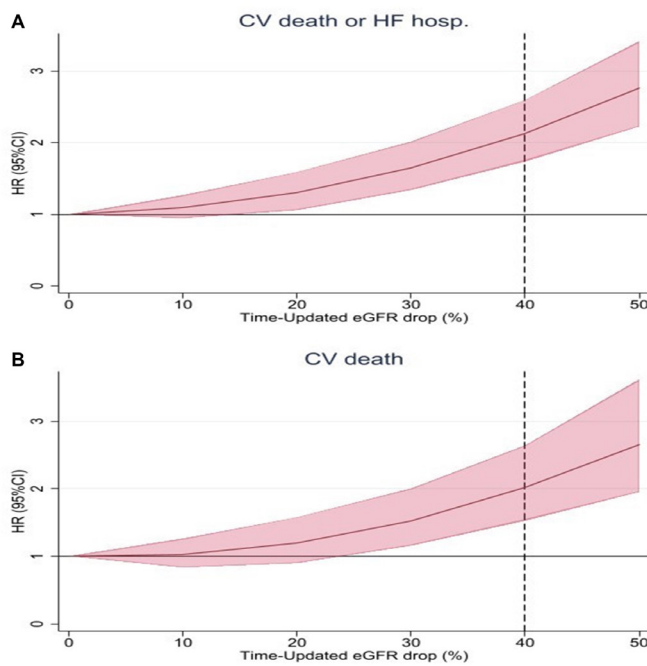 A
CV death or HF hosp.
HR (95%CI)
3
2
1
0
0 10 20 30 40 50
Time-Updated eGFR drop (%)
B
CV death
HR (95%CI)
3
2
1
0
0 10 20 30 40 50
Time-Updated eGFR drop (%)